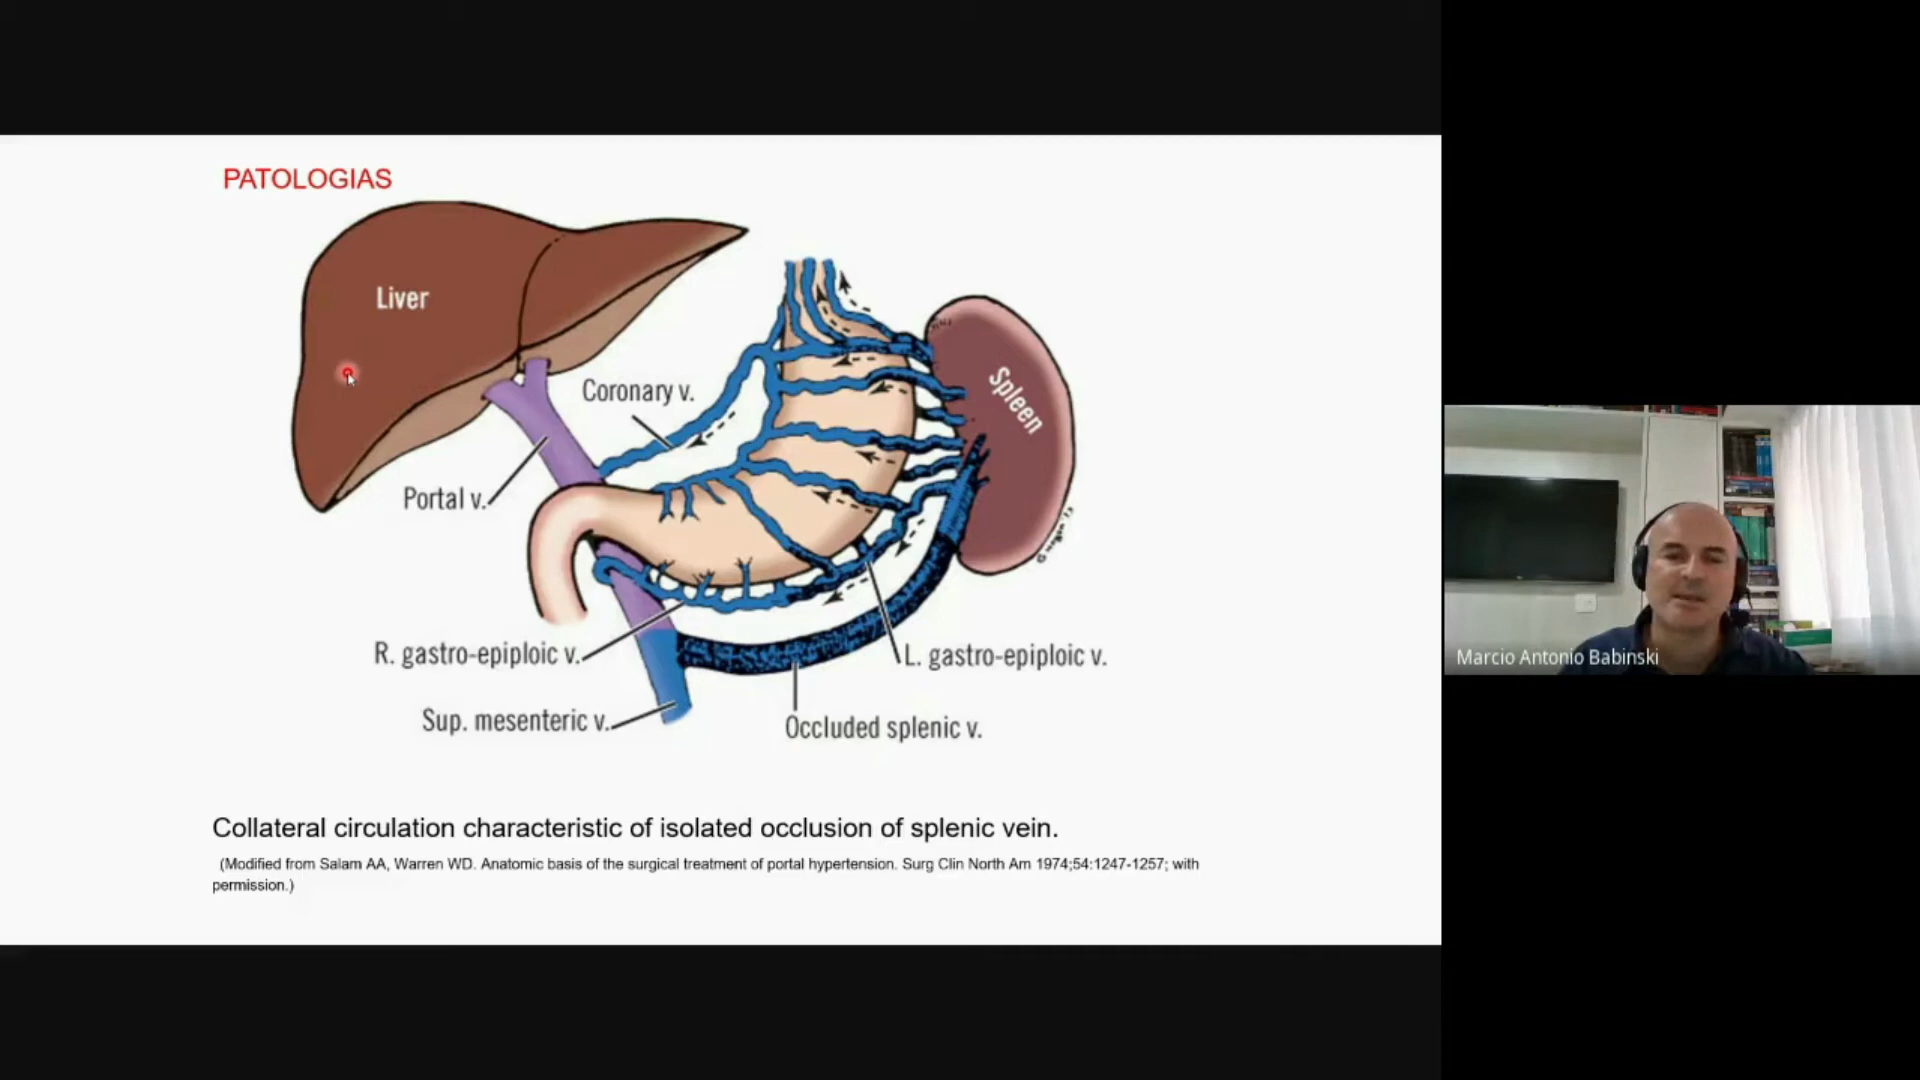 PATOLOGIAS
Liver
Spleen
Coronary v.
Portal v.
R. gastro-epiploic v.
L. gastro-epiploic v.
Sup. mesenteric v.
Occluded splenic v.
Marcio Antonio Babinski
Collateral circulation characteristic of isolated occlusion of splenic vein.
(Modified from Salam AA, Warren WD. Anatomic basis of the surgical treatment of portal hypertension. Surg Clin North Am 1974;54:1247-1257; with
permission.)